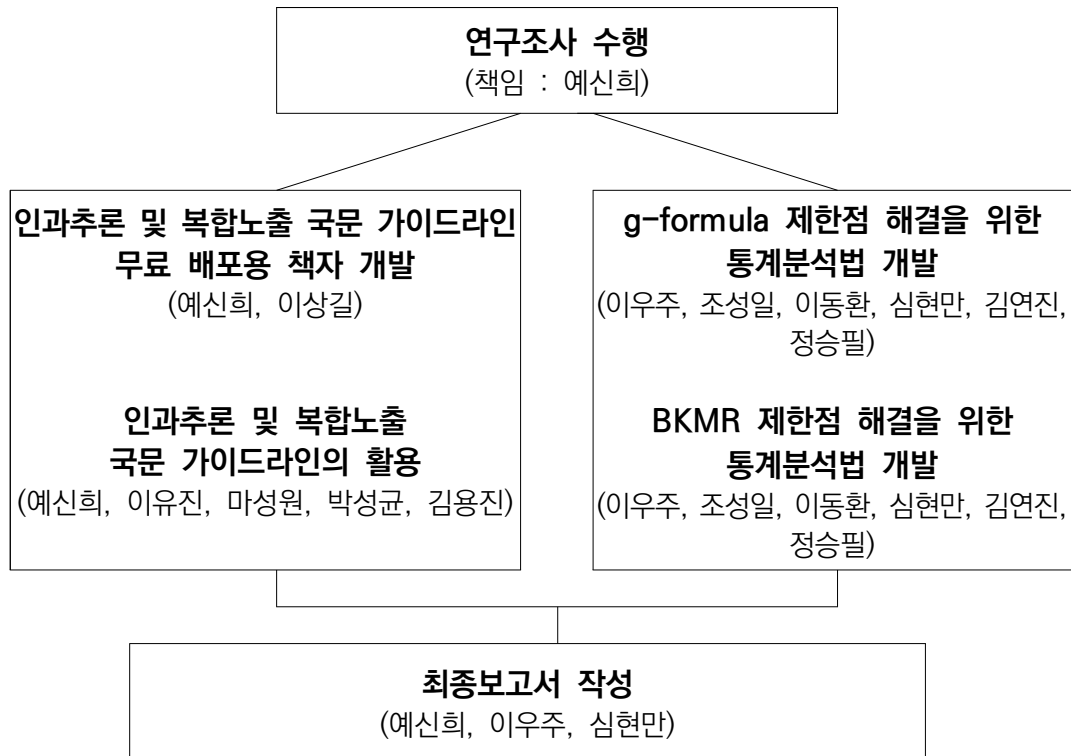 연구조사 수행
(책임 : 예신희)
인과추론 및 복합노출 국문 가이드라인
무료 배포용 책자 개발
(예신희, 이상길)
인과추론 및 복합노출
국문 가이드라인의 활용
(예신희, 이유진, 마성원, 박성균, 김용진)
g-formula 제한점 해결을 위한
통계분석법 개발
(이우주, 조성일, 이동환, 심현만, 김연진,
정승필)
BKMR 제한점 해결을 위한
통계분석법 개발
(이우주, 조성일, 이동환, 심현만, 김연진,
정승필)
최종보고서 작성
(예신희, 이우주, 심현만)